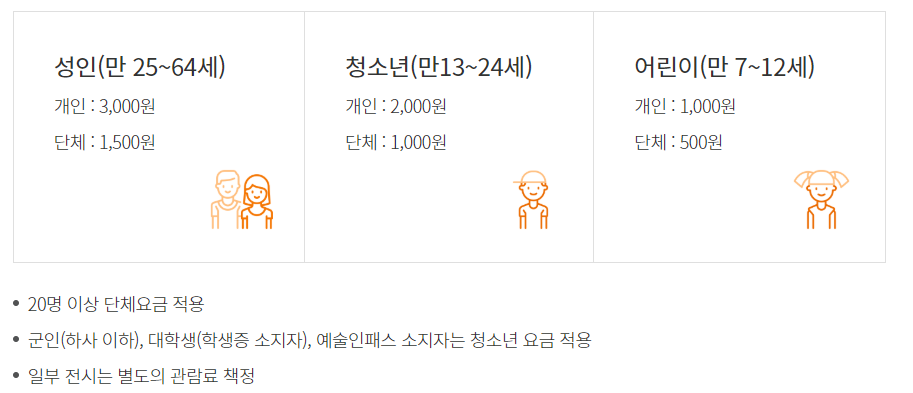 성인(만 25~64세)
개인 : 3,000원
단체 : 1,500원
청소년(만13~24세)
개인 : 2,000원
단체 : 1,000원
어린이(만 7~12세)
개인 : 1,000원
단체 : 500원
• 20명 이상 단체요금 적용
• 군인(하사 이하), 대학생(학생증 소지자), 예술인패스 소지자는 청소년 요금 적용
• 일부 전시는 별도의 관람료 책정